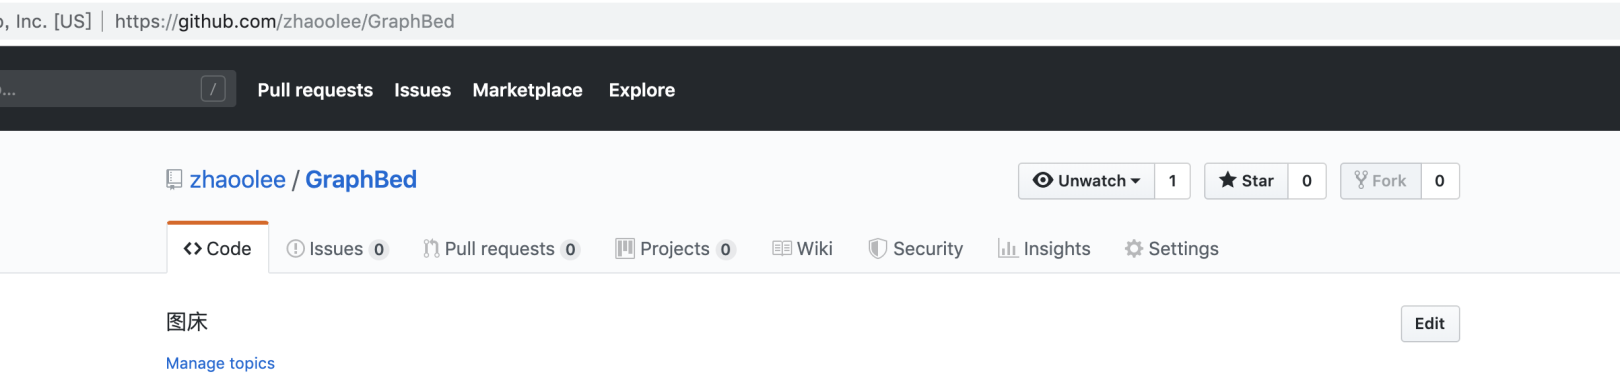 , Inc. [US] | https://github.com/zhaoolee/GraphBed
... / Pull requests Issues Marketplace Explore
zhaoolee / GraphBed Unwatch 1 Star 0 Fork 0
Code Issues 0 Pull requests 0 Projects 0 Wiki Security Insights Settings
图床 Edit
Manage topics